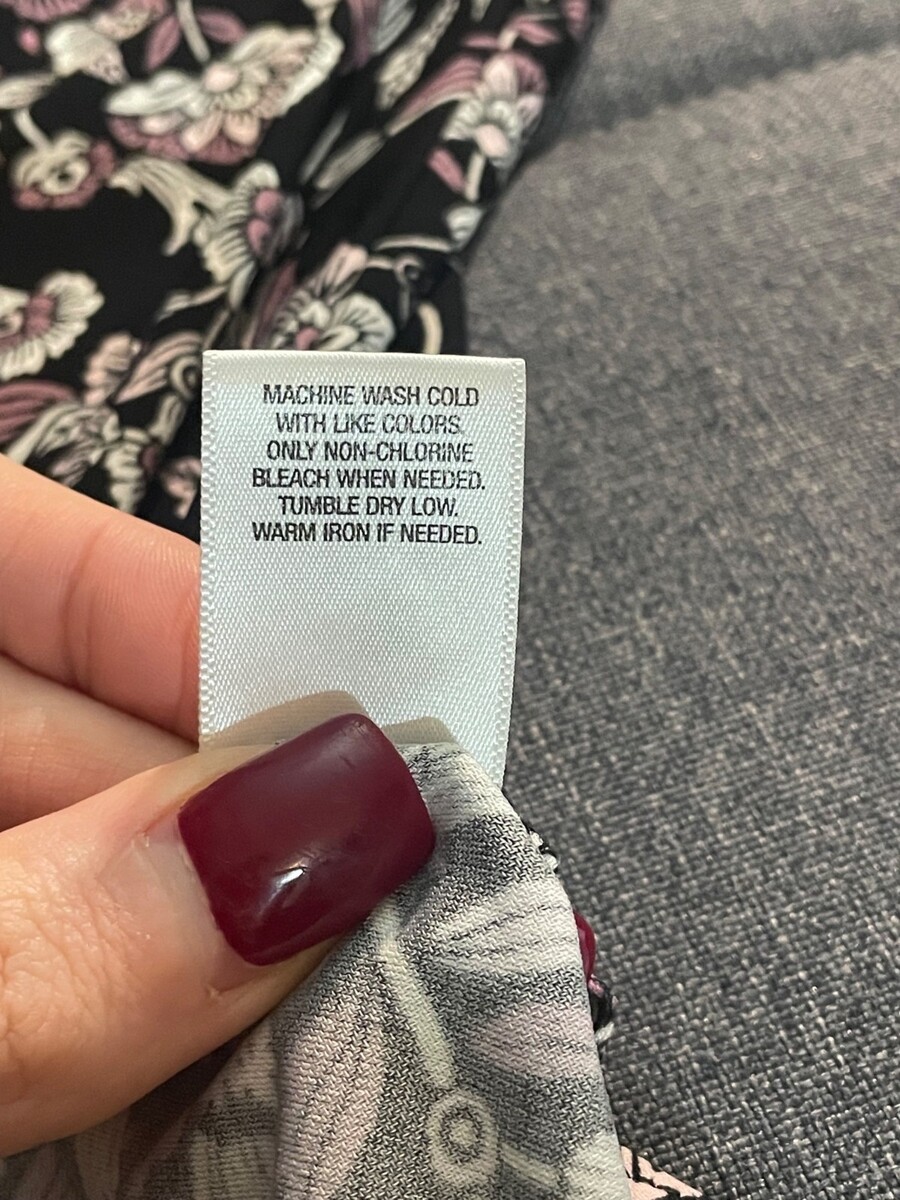 MACHINE WASH COLD
WITH LIKE COLORS.
ONLY NON-CHLORINE
BLEACH WHEN NEEDED.
TUMBLE DRY LOW.
WARM IRON IF NEEDED.